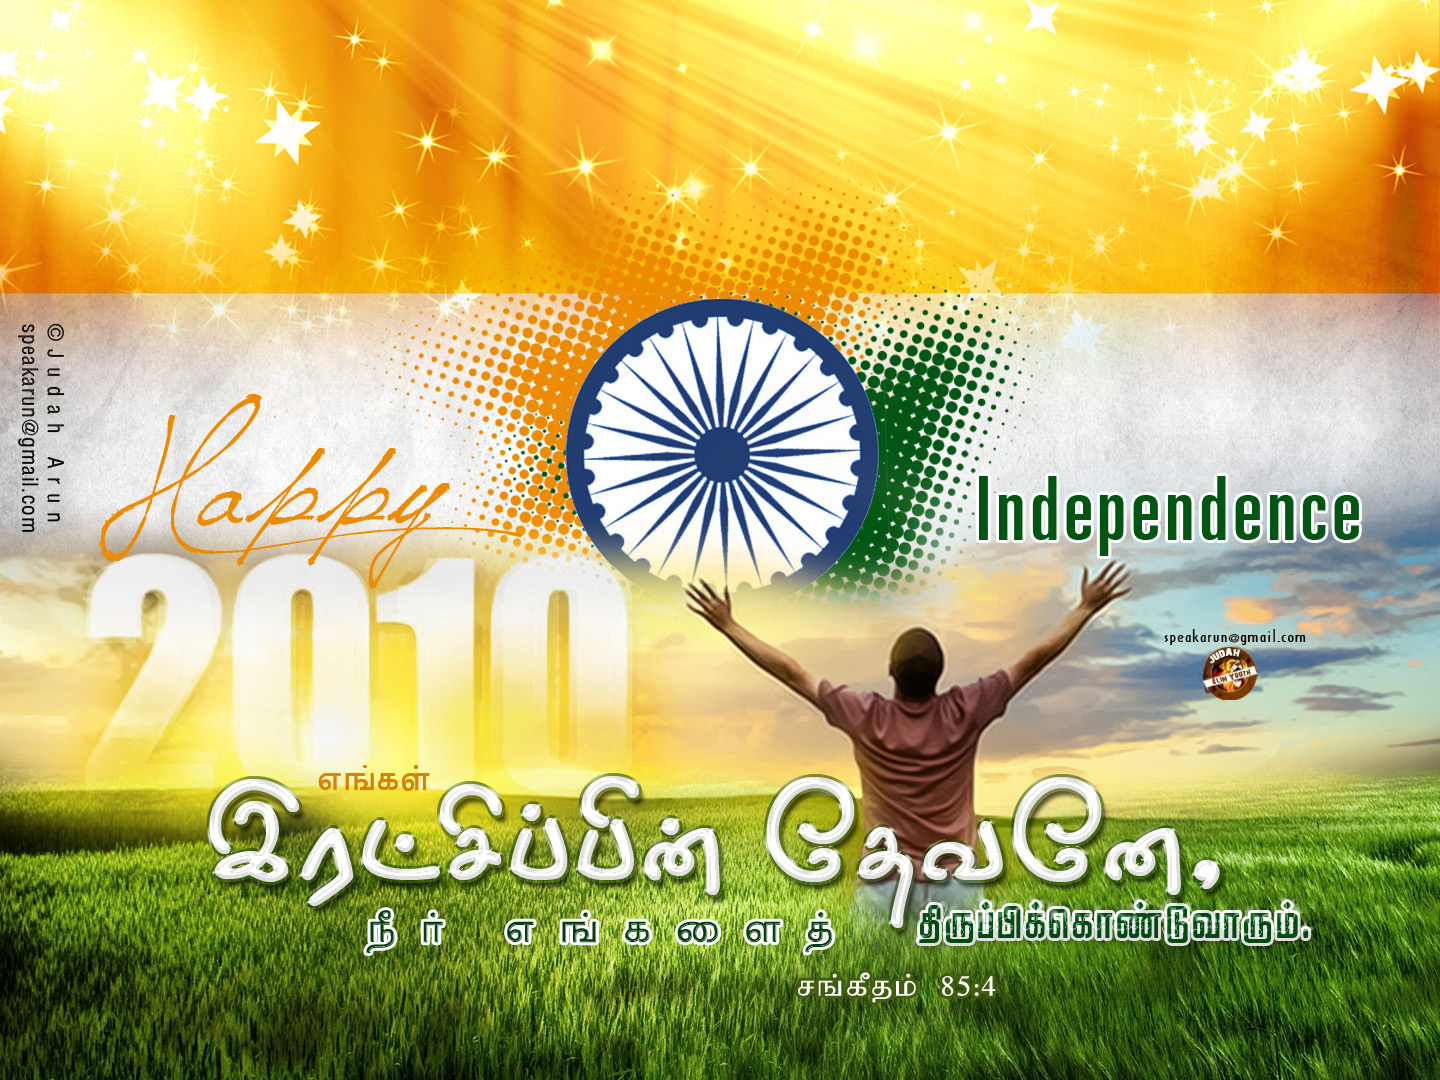 © Judah Arun
speakarun@gmail.com
Happy
Independence
2010
speakarun@gmail.com
JUDAH
ELIM YOUTH
எங்கள்
இரட்சிப்பின் தேவனே,
நீர் எங்களைத் திருப்பிக்கொண்டுவாரும்.
சங்கீதம் 85:4